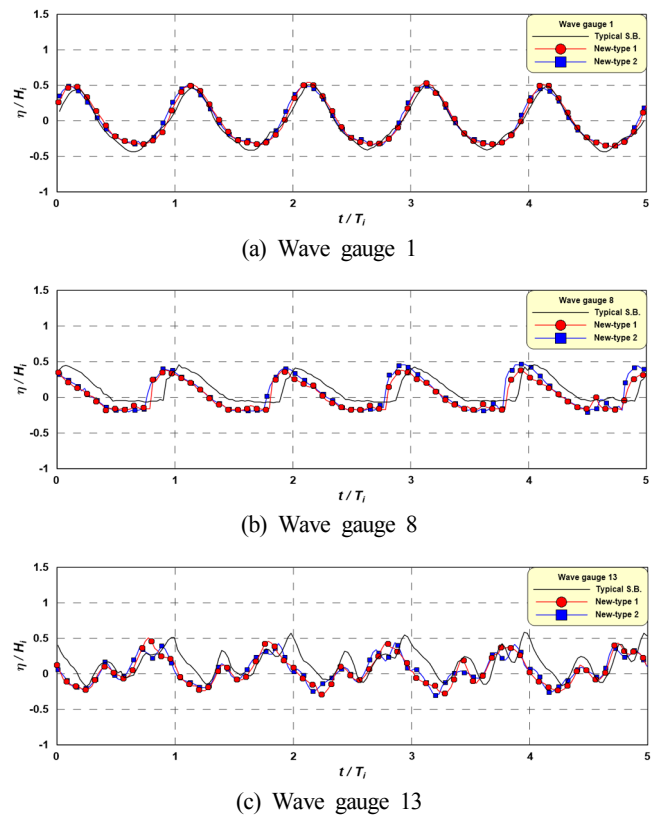 1.5
1
0.5
0
-0.5
-1
η / Hi
0
1
2
3
4
5
t / Ti
Wave gauge 1
Typical S.B.
New-type 1
New-type 2
(a) Wave gauge 1
1.5
1
0.5
0
-0.5
-1
η / Hi
0
1
2
3
4
5
t / Ti
Wave gauge 8
Typical S.B.
New-type 1
New-type 2
(b) Wave gauge 8
1.5
1
0.5
0
-0.5
-1
η / Hi
0
1
2
3
4
5
t / Ti
Wave gauge 13
Typical S.B.
New-type 1
New-type 2
(c) Wave gauge 13